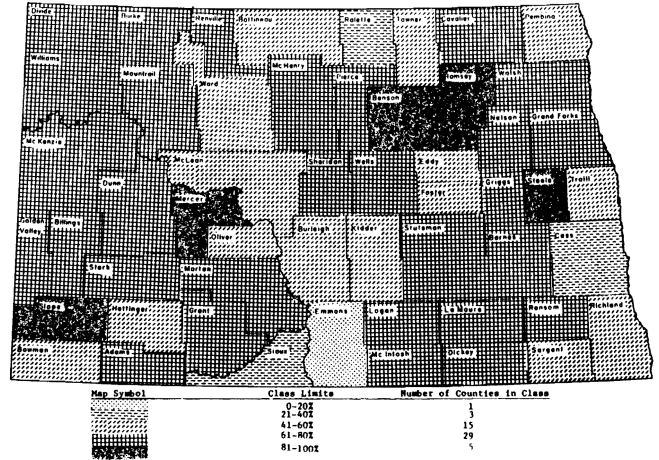 Divide Burke Renville Bottineau Rolette Towner Cavalier Pembina
Williams Mountrail Ward McHenry Pierce Benson Ramsey Walsh
Nelson Grand Forks
McKenzie McLean Sheridan Wells Eddy
Dunn Mercer Foster Griggs Steele Traill
Golden Valley Billings Oliver Burleigh Kidder Stutsman Barnes Cass
Stark Morton
Slope Hettinger Grant Emmons Logan La Moure Ransom Richland
Bowman Adams Sioux Mc Intosh Dickey Sargent
Map Symbol Class Limits Number of Counties in Class
0-20% 1
21-40% 3
41-60% 15
61-80% 29
81-100% 5